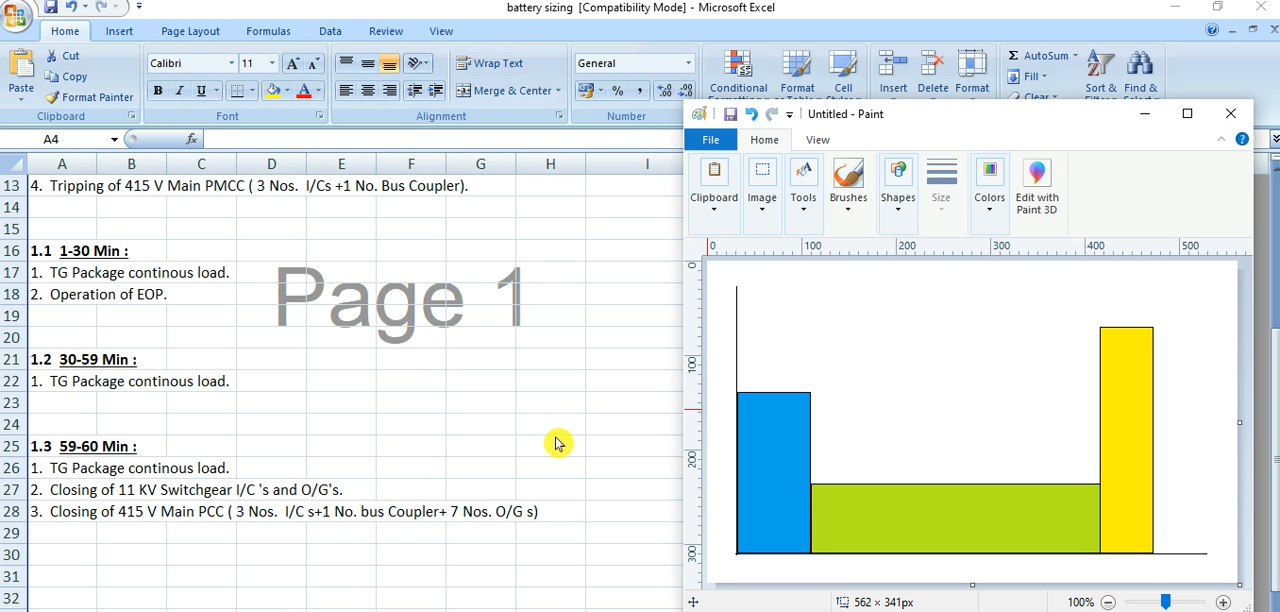 battery sizing [Compatibility Mode] - Microsoft Excel
Home Insert Page Layout Formulas Data Review View
Paste
Cut
Copy
Format Painter
Clipboard
Calibri 11
B I U
Font
Wrap Text
Merge & Center
Alignment
General
% ,
Number
Conditional
Format
Cell
Insert Delete Format
Σ AutoSum
Fill
Clear
Sort & Find &
A4 fx
A B C D E F G H I
13 4. Tripping of 415 V Main PMCC ( 3 Nos. I/Cs +1 No. Bus Coupler).
14
15
16 1.1 1-30 Min :
17 1. TG Package continous load.
18 2. Operation of EOP.
19
20
21 1.2 30-59 Min :
22 1. TG Package continous load.
23
24
25 1.3 59-60 Min :
26 1. TG Package continous load.
27 2. Closing of 11 KV Switchgear I/C 's and O/G's.
28 3. Closing of 415 V Main PCC ( 3 Nos. I/C s+1 No. bus Coupler+ 7 Nos. O/G s)
29
30
31
32
Page 1
Untitled - Paint
File Home View
Clipboard Image Tools Brushes Shapes Size Colors Edit with
Paint 3D
0 100 200 300 400 500
0
100
200
300
562 × 341px 100%